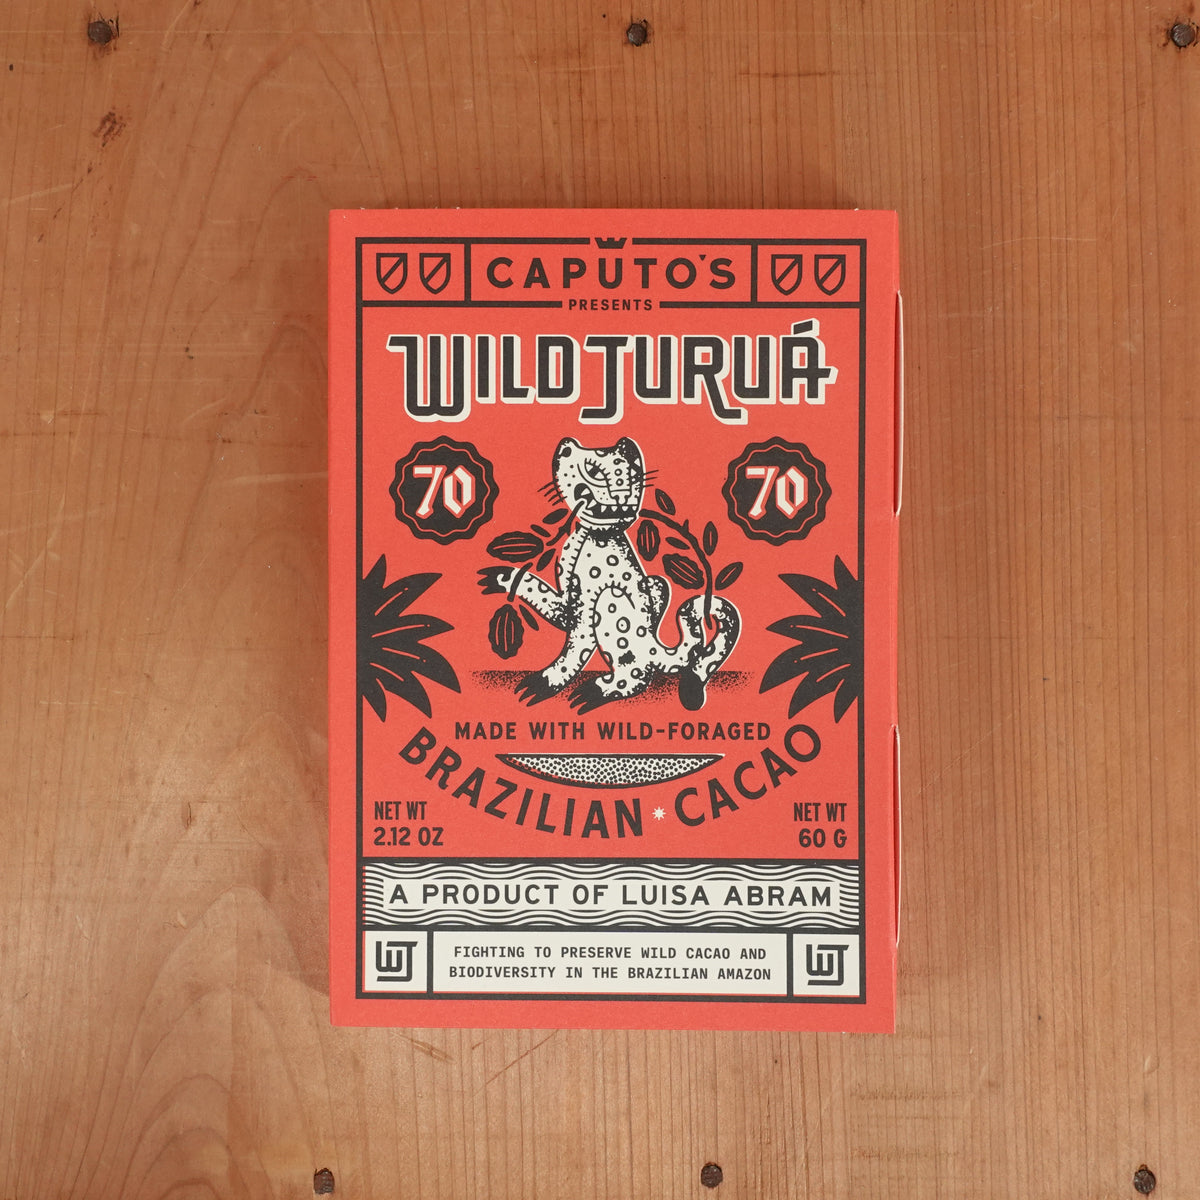 CAPUTO'S
PRESENTS
WILD JURUÁ
70 70
MADE WITH WILD-FORAGED
BRAZILIAN CACAO
NET WT
2.12 OZ
NET WT
60 G
A PRODUCT OF LUISA ABRAM
WJ
FIGHTING TO PRESERVE WILD CACAO AND
BIODIVERSITY IN THE BRAZILIAN AMAZON
WJ